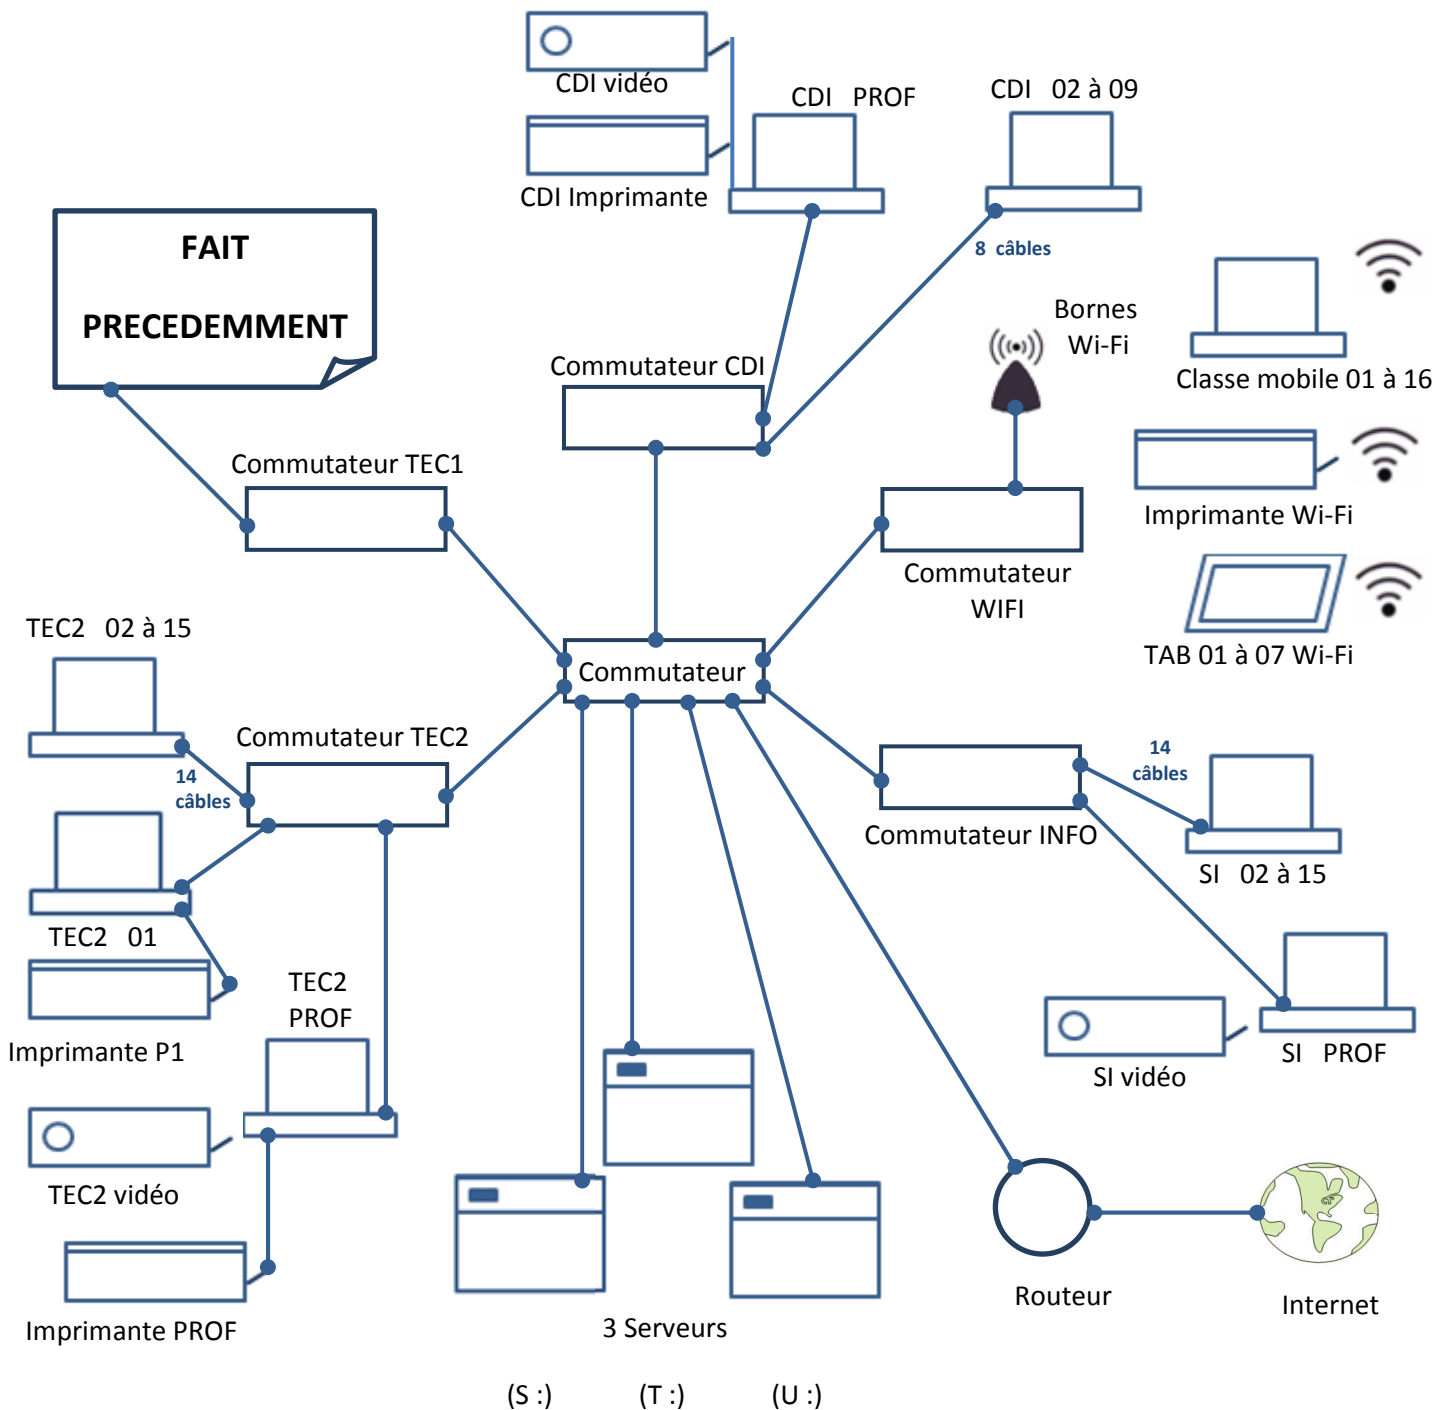 CDI vidéo
CDI PROF
CDI 02 à 09
CDI Imprimante
8 câbles
FAIT
PRECEDEMMENT
Bornes
Wi-Fi
Commutateur CDI
Classe mobile 01 à 16
Commutateur TEC1
Imprimante Wi-Fi
Commutateur
WIFI
TEC2 02 à 15
TAB 01 à 07 Wi-Fi
Commutateur
Commutateur TEC2
14
câbles
14
câbles
Commutateur INFO
SI 02 à 15
TEC2 01
TEC2
PROF
Imprimante P1
SI PROF
SI vidéo
TEC2 vidéo
Routeur
Internet
Imprimante PROF
3 Serveurs
(S :) (T :) (U :)